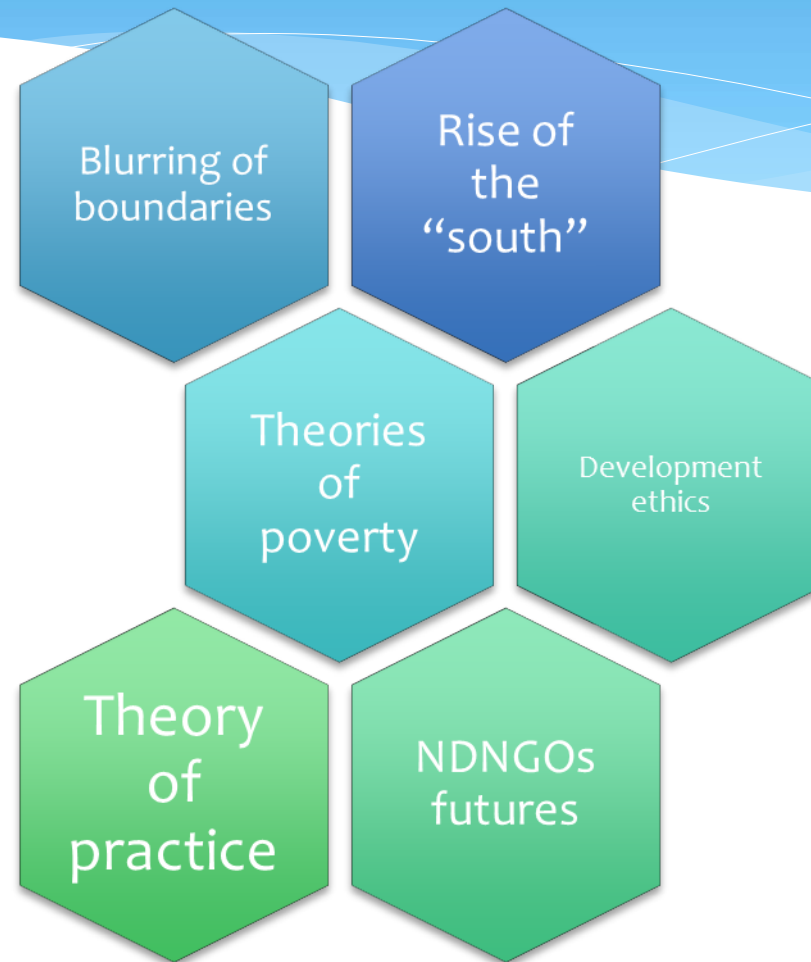 Blurring of
boundaries
Rise of
the
“south”
Theories
of
poverty
Development
ethics
Theory
of
practice
NDNGOs
futures